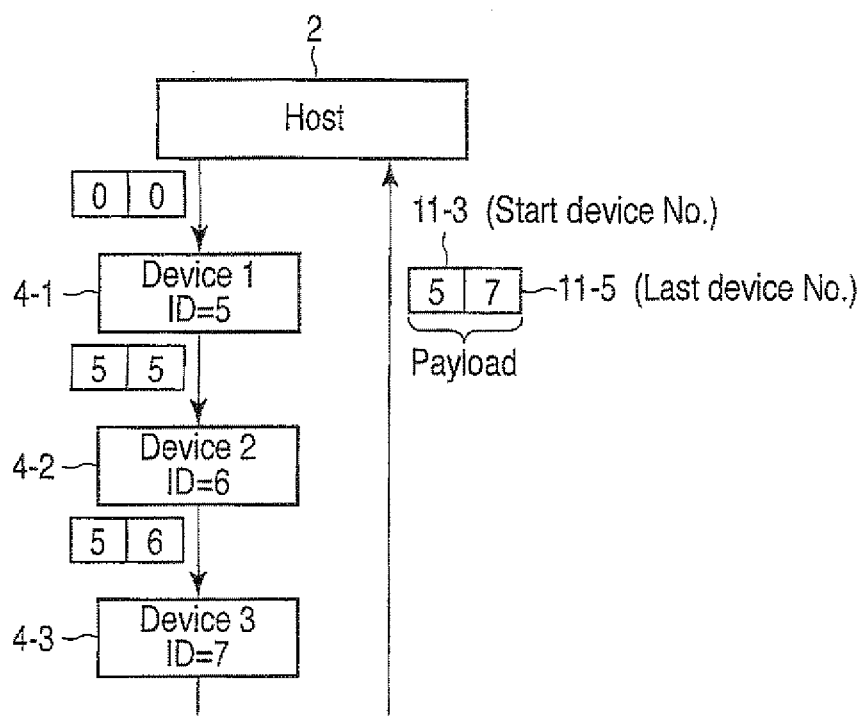 2
Host
0 0
11-3 (Start device No.)
4-1
Device 1
ID=5
5 7
11-5 (Last device No.)
Payload
5 5
4-2
Device 2
ID=6
5 6
4-3
Device 3
ID=7